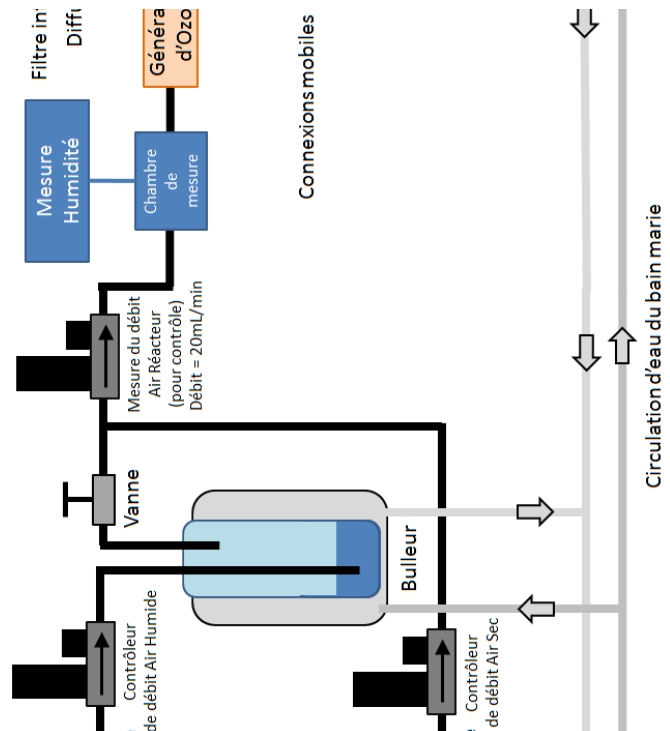 Filtre in
Diff
Généra
d'Ozo
Mesure
Humidité
Chambre
de
mesure
Connexions mobiles
Mesure du débit
Air Réacteur
(pour contrôle)
Débit = 20mL/min
Vanne
Bulleur
Contrôleur
de débit Air Humide
Contrôleur
de débit Air Sec
Circulation d'eau du bain marie